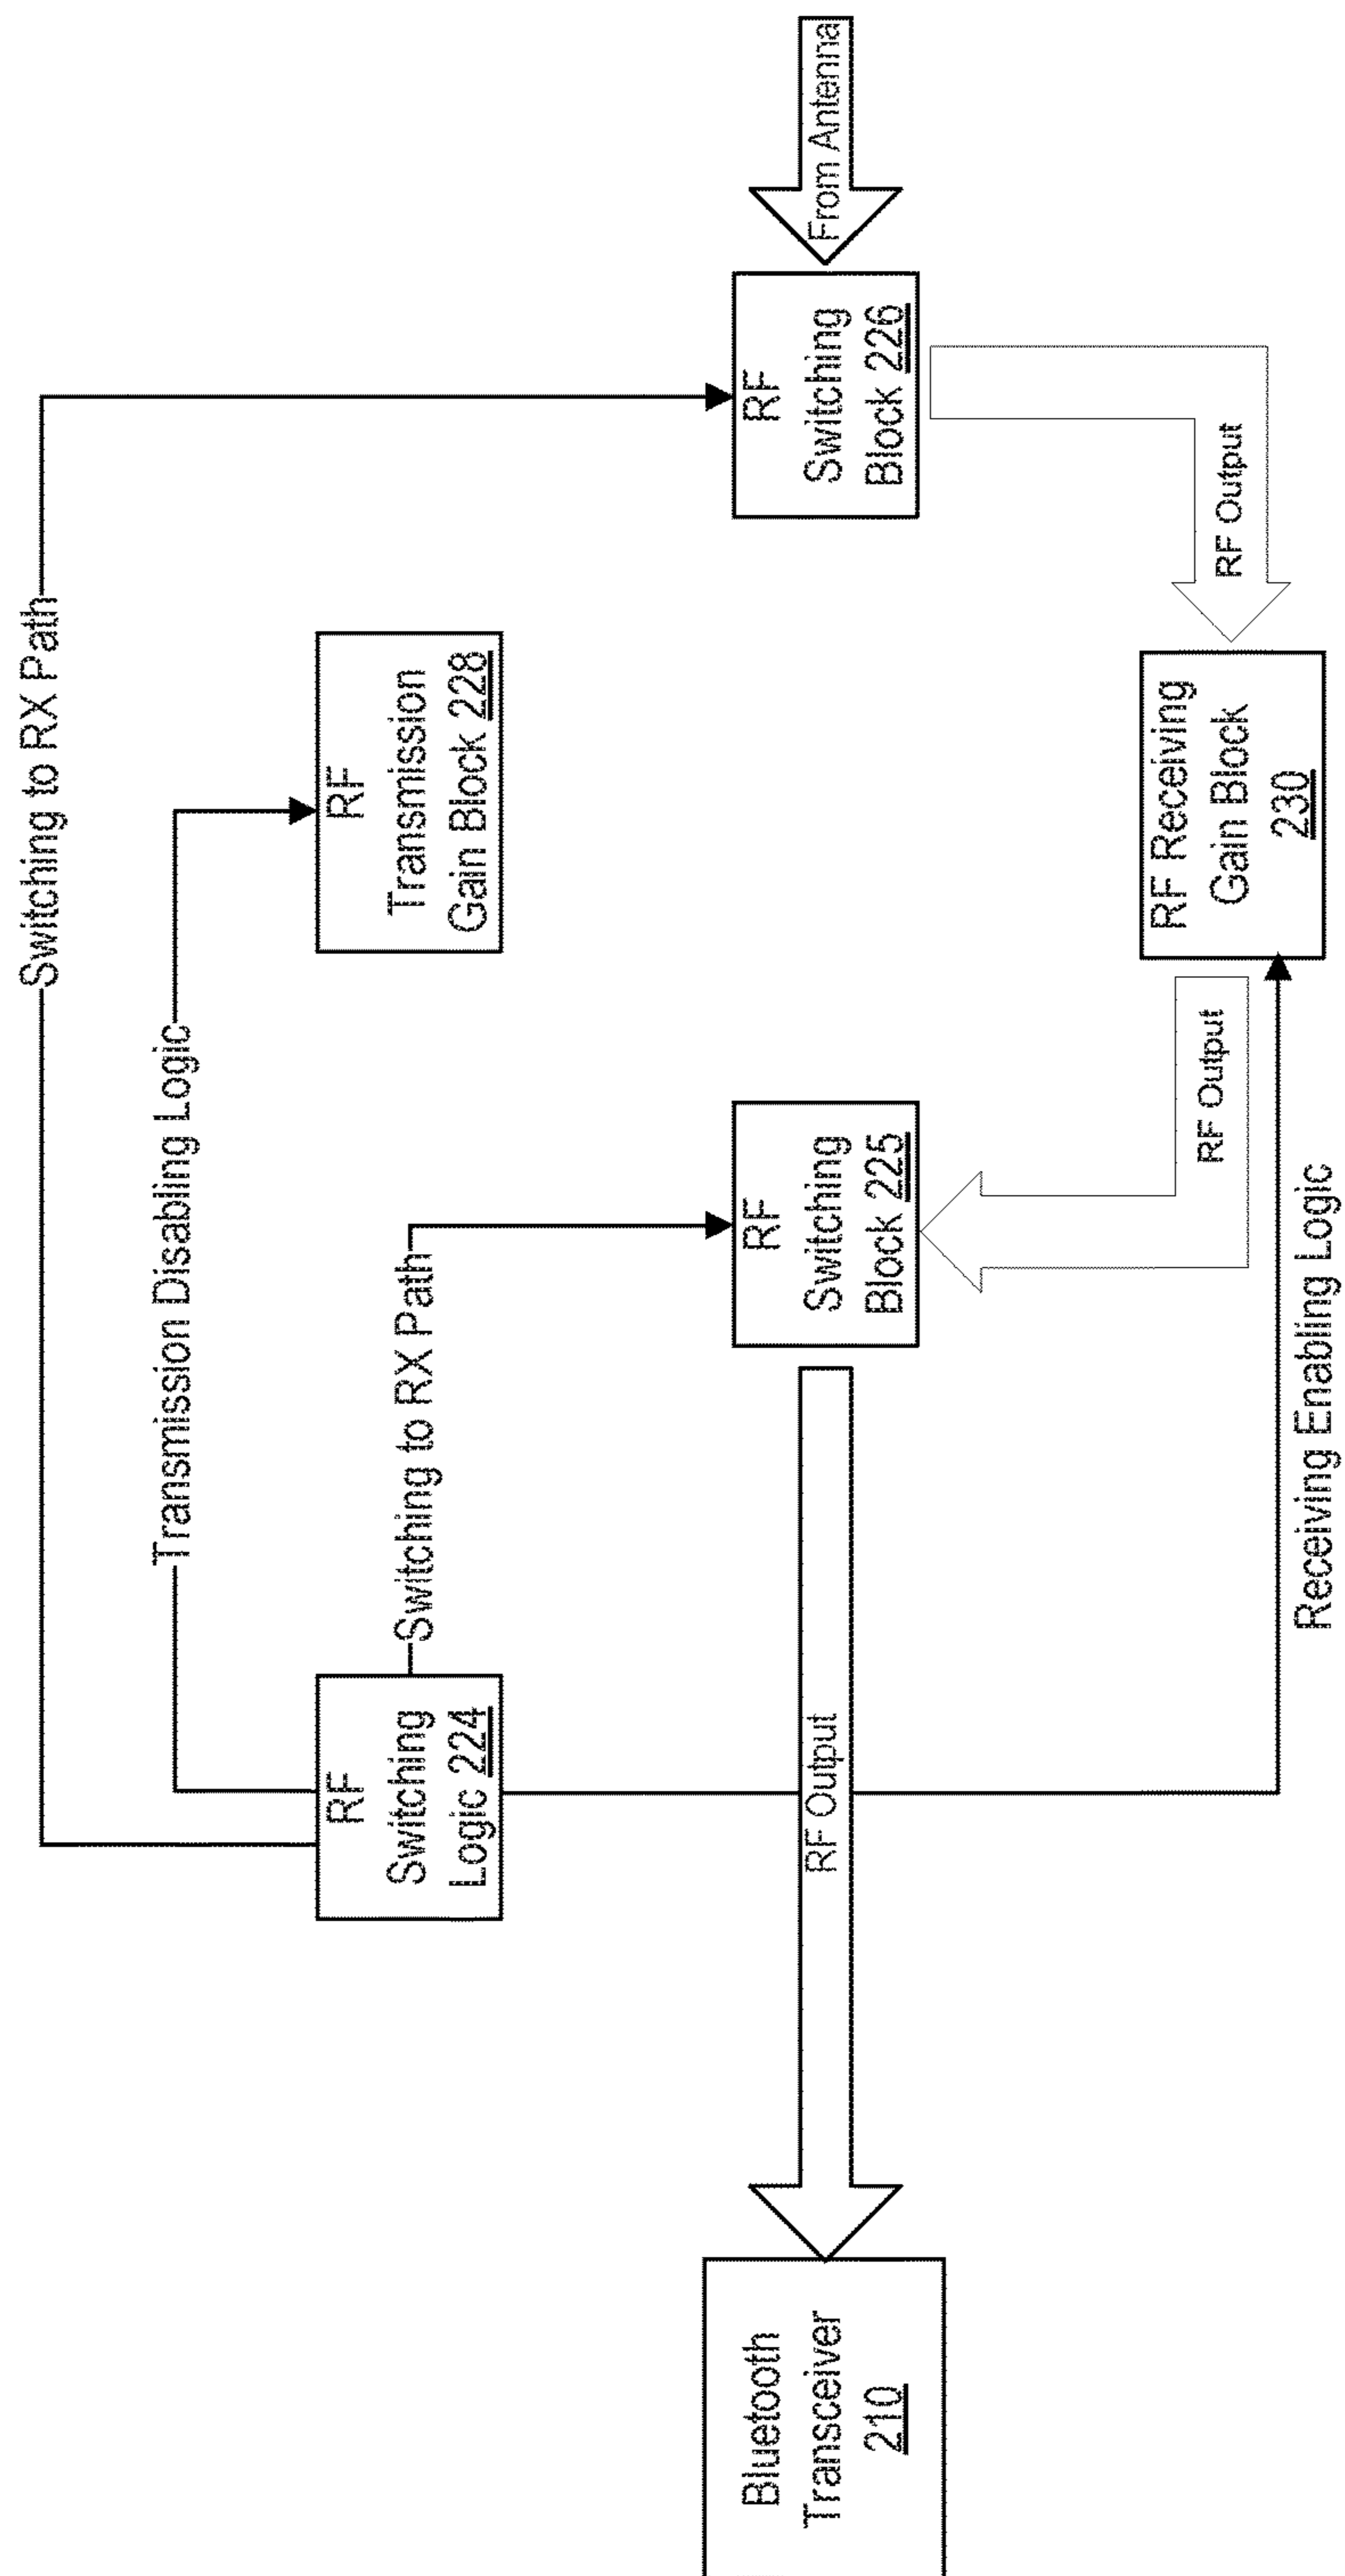 Switching to RX Path
Transmission Disabling Logic
RF
Switching
Logic 224
Switching to RX Path
RF
Transmission
Gain Block 228
Bluetooth
Transceiver
210
RF Output
RF
Switching
Block 225
RF
Switching
Block 226
From Antenna
RF Output
RF Receiving
Gain Block
230
RF Output
Receiving Enabling Logic